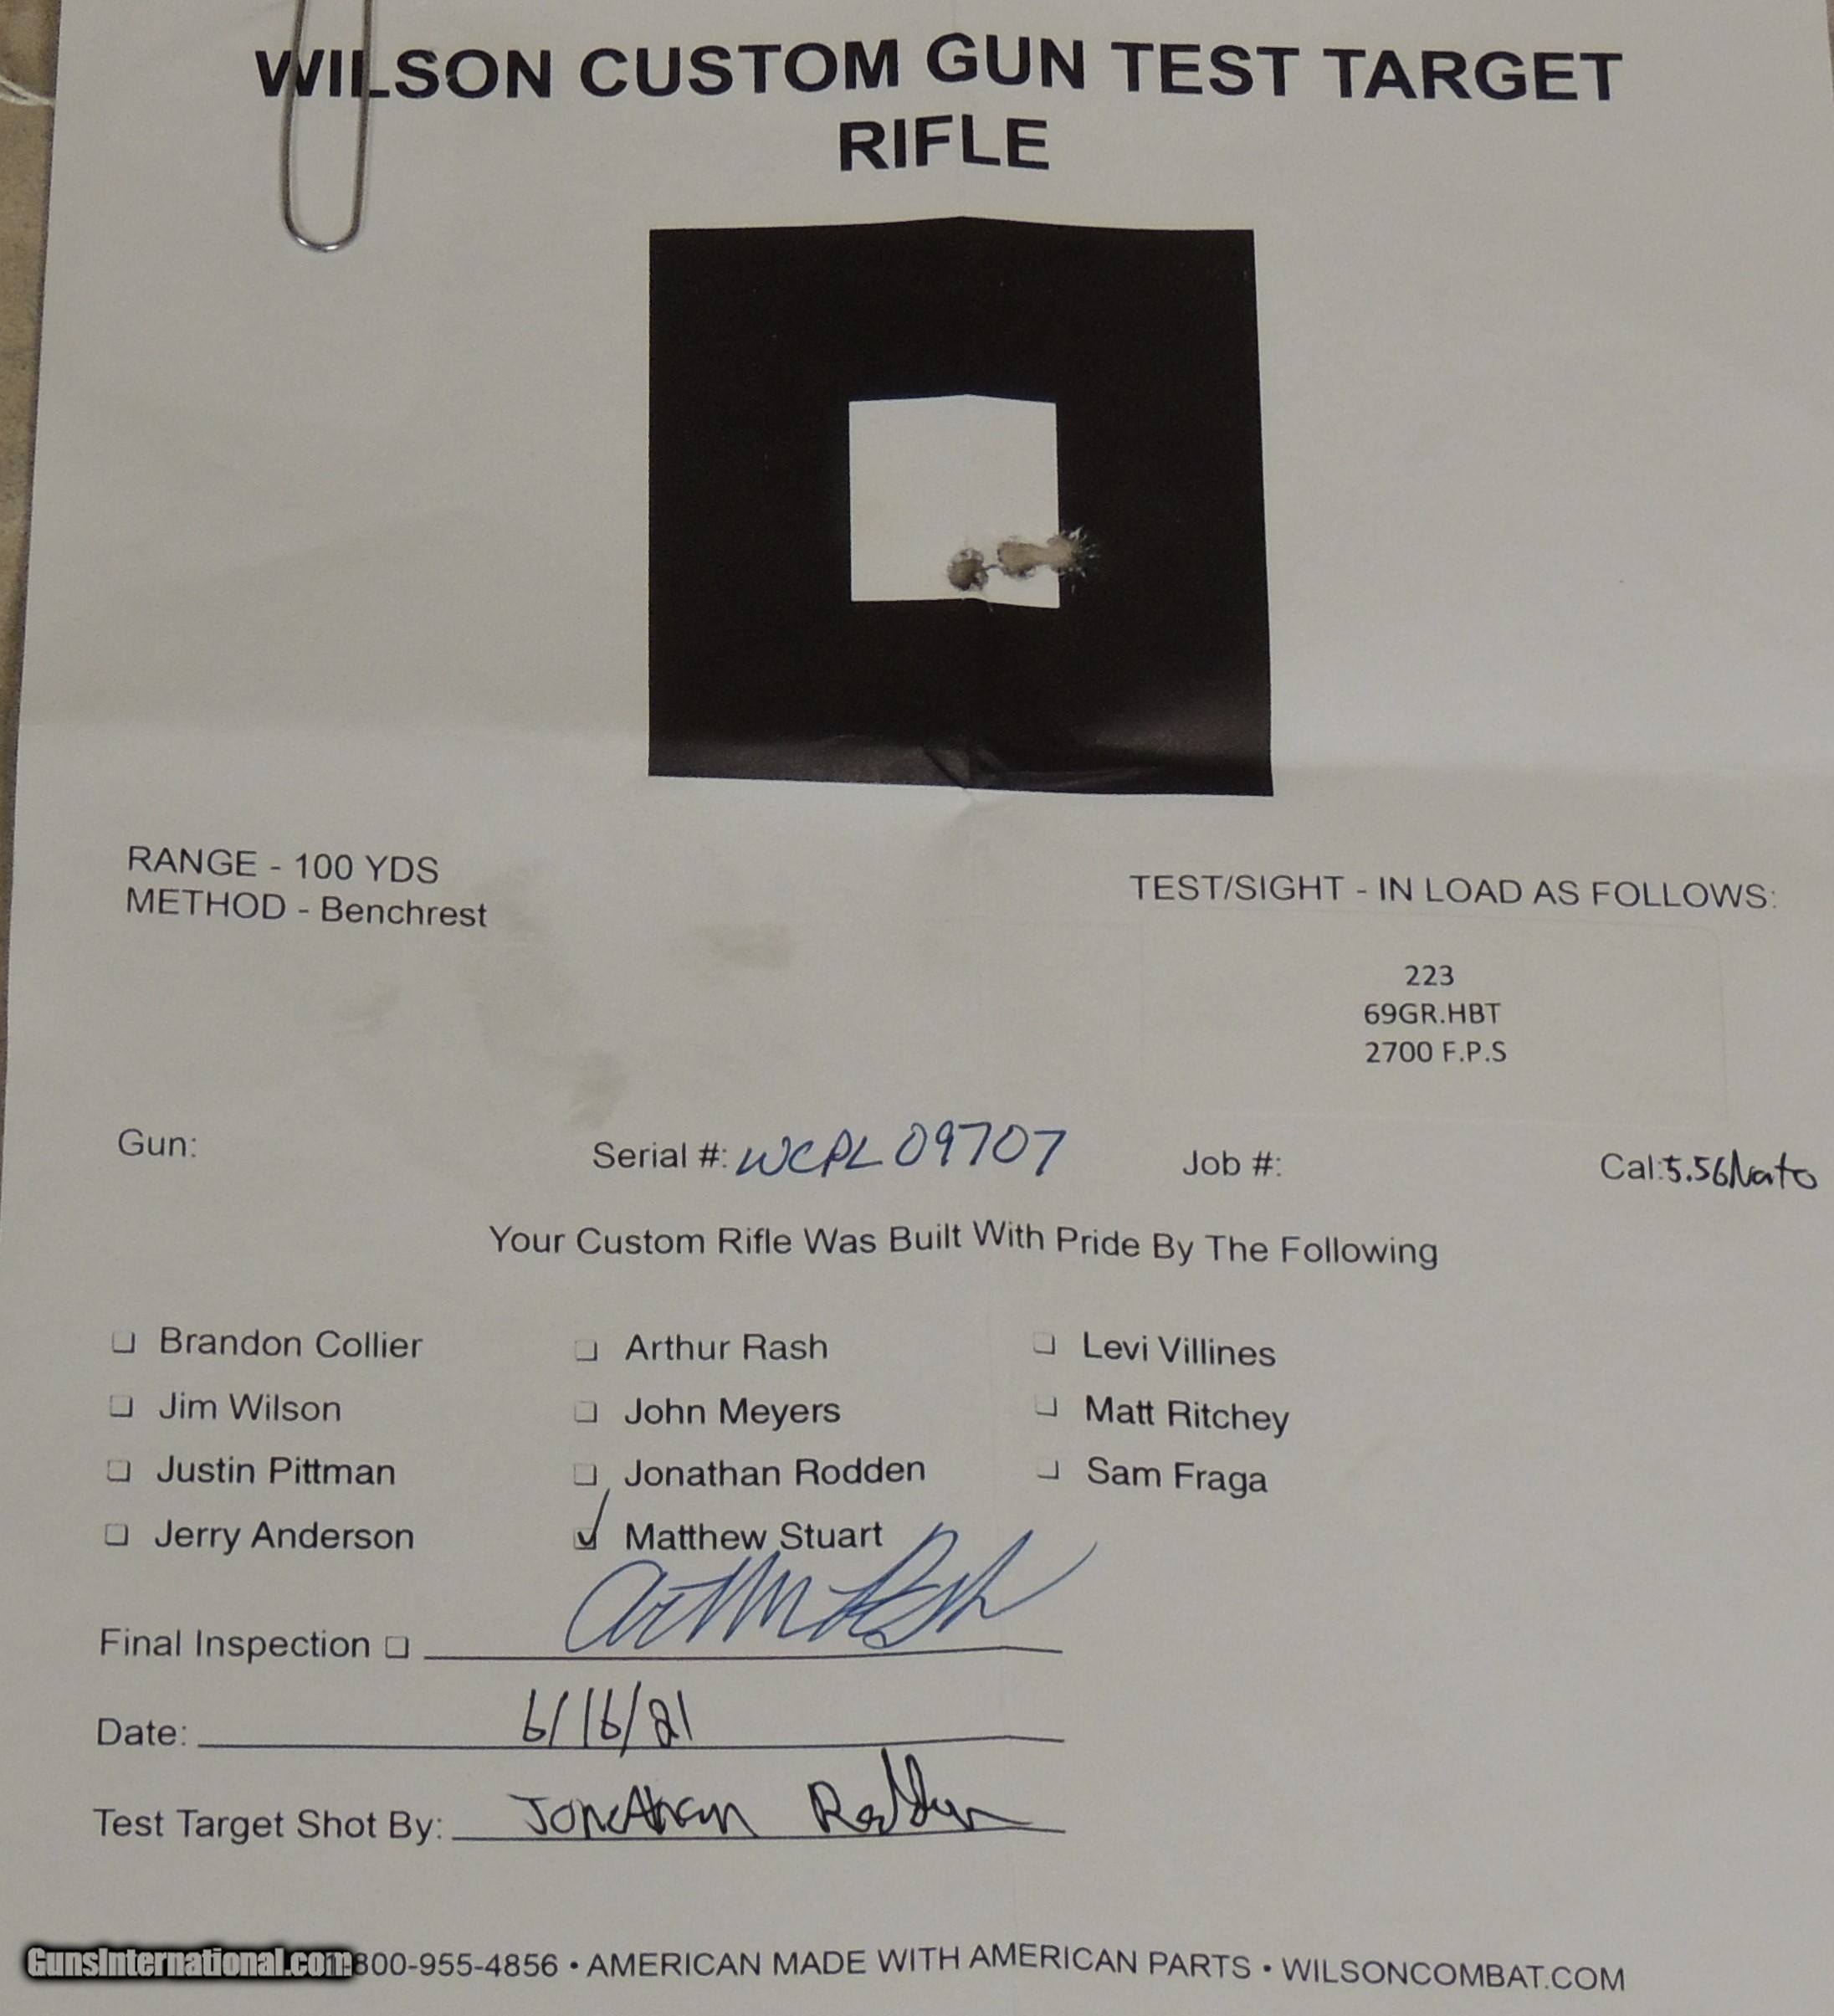 WILSON CUSTOM GUN TEST TARGET
RIFLE
RANGE - 100 YDS
METHOD - Benchrest
TEST/SIGHT - IN LOAD AS FOLLOWS:
223
69GR.HBT
2700 F.P.S
Gun: Serial #: WCPL09707 Job #: Cal: 5.56 Nato
Your Custom Rifle Was Built With Pride By The Following
Brandon Collier Arthur Rash Levi Villines
Jim Wilson John Meyers Matt Ritchey
Justin Pittman Jonathan Rodden Sam Fraga
Jerry Anderson Matthew Stuart
Final Inspection
Date: 6/16/21
Test Target Shot By: Jonathan Rodden
GunsInternational.com 1-800-955-4856 • AMERICAN MADE WITH AMERICAN PARTS • WILSONCOMBAT.COM